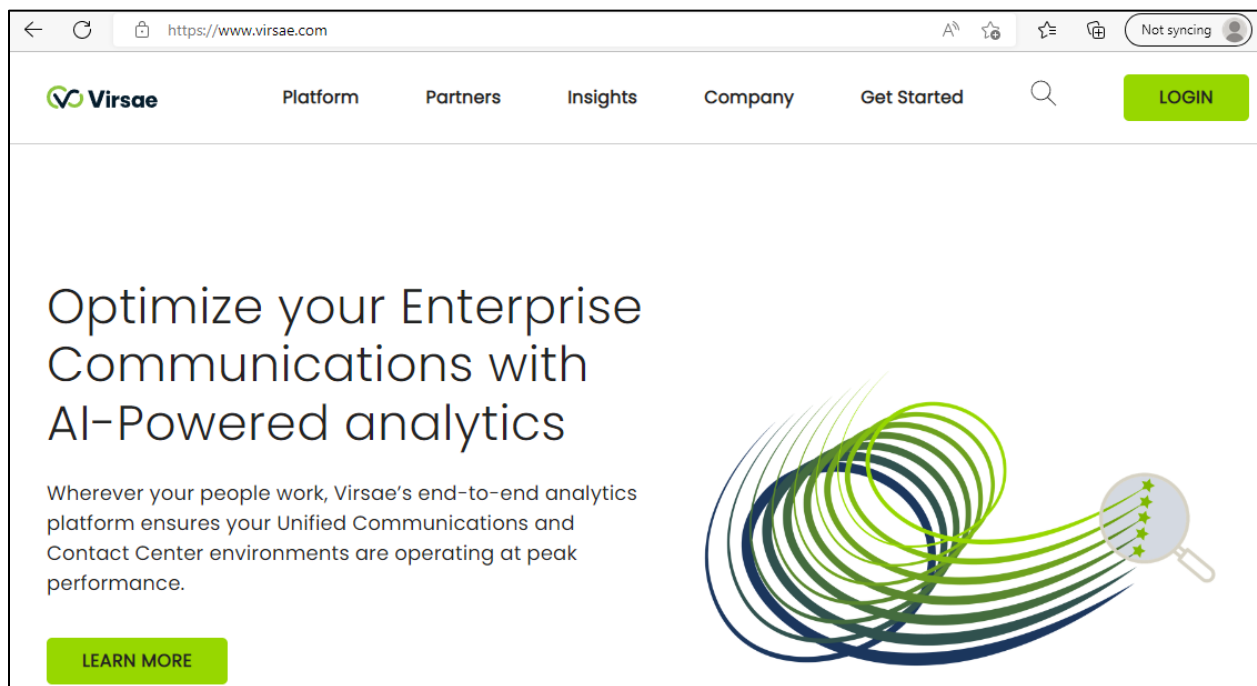 https://www.virsae.com
Not syncing
Virsae
Platform
Partners
Insights
Company
Get Started
LOGIN
Optimize your Enterprise
Communications with
AI-Powered analytics
Wherever your people work, Virsae’s end-to-end analytics
platform ensures your Unified Communications and
Contact Center environments are operating at peak
performance.
LEARN MORE